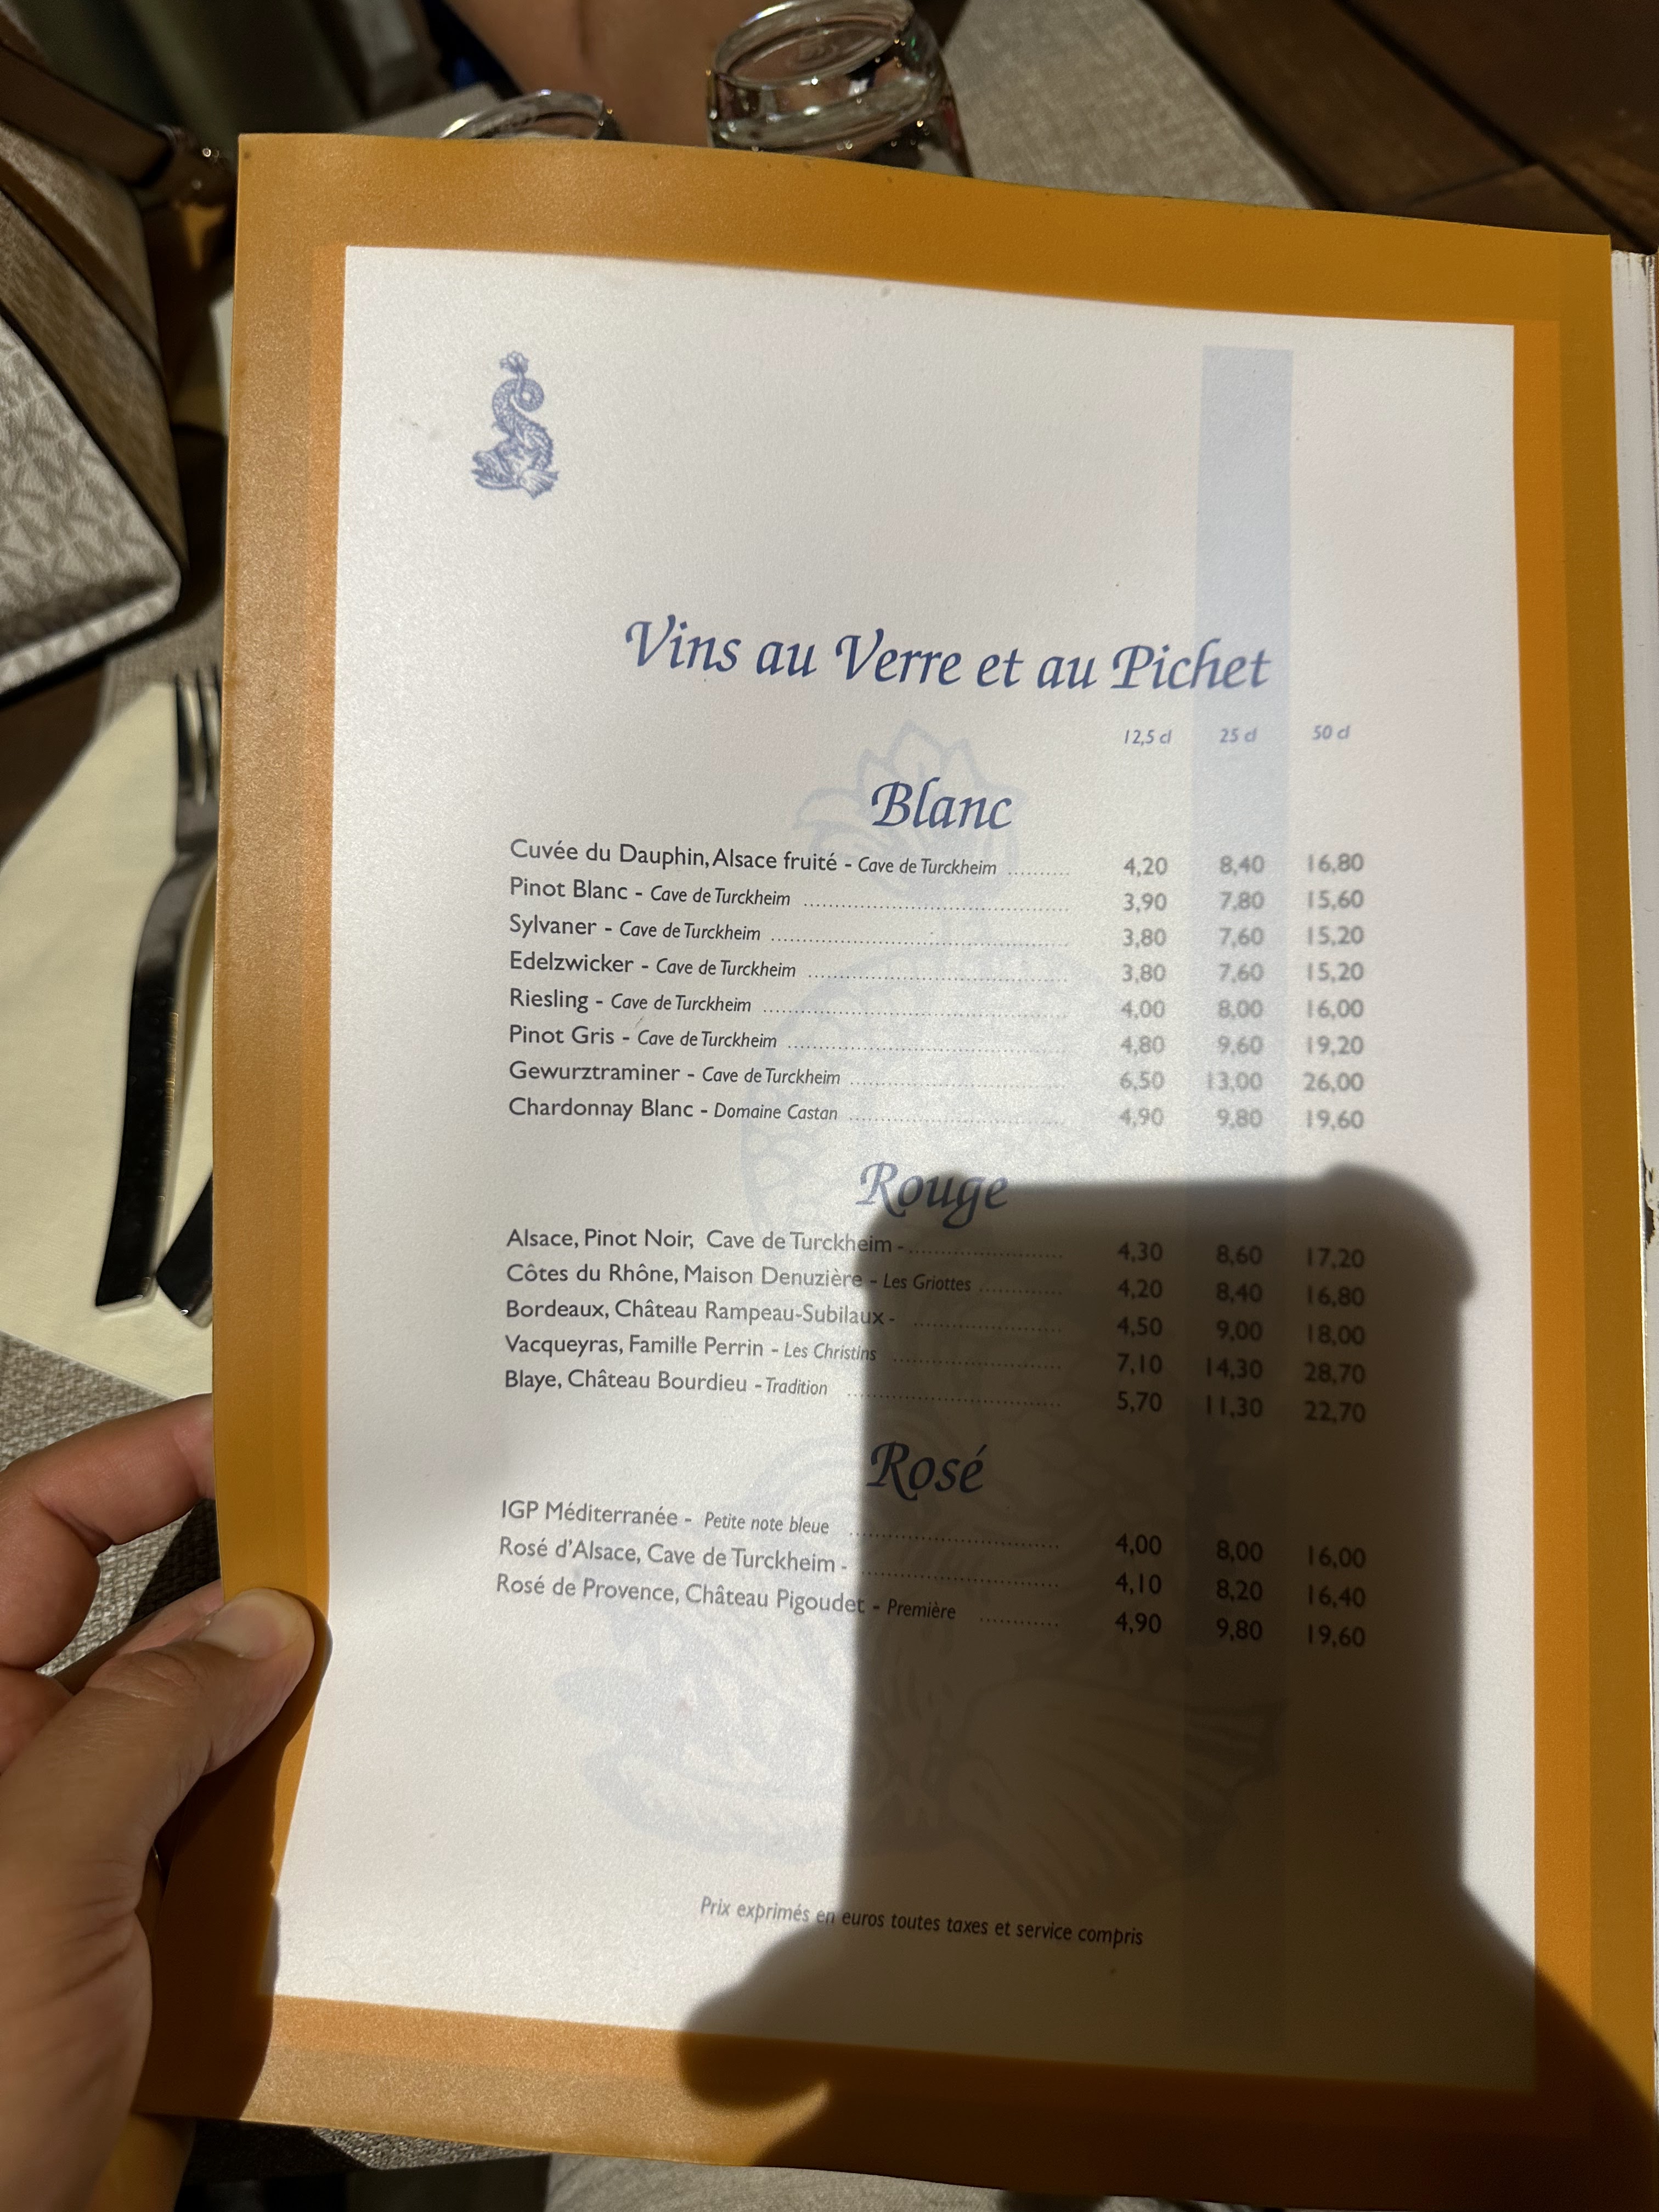 Vins au Verre et au Pichet
12,5 cl 25 cl 50 cl
Blanc
Cuvée du Dauphin, Alsace fruité - Cave de Turckheim .......... 4,20 8,40 16,80
Pinot Blanc - Cave de Turckheim .......... 3,90 7,80 15,60
Sylvaner - Cave de Turckheim .......... 3,80 7,60 15,20
Edelzwicker - Cave de Turckheim .......... 3,80 7,60 15,20
Riesling - Cave de Turckheim .......... 4,00 8,00 16,00
Pinot Gris - Cave de Turckheim .......... 4,80 9,60 19,20
Gewurztraminer - Cave de Turckheim .......... 6,50 13,00 26,00
Chardonnay Blanc - Domaine Castan .......... 4,90 9,80 19,60
Rouge
Alsace, Pinot Noir, Cave de Turckheim - .......... 4,30 8,60 17,20
Côtes du Rhône, Maison Denuzière - Les Griottes .......... 4,20 8,40 16,80
Bordeaux, Château Rampeau-Subilaux - .......... 4,50 9,00 18,00
Vacqueyras, Famille Perrin - Les Christins .......... 7,10 14,30 28,70
Blaye, Château Bourdieu - Tradition .......... 5,70 11,30 22,70
Rosé
IGP Méditerranée - Petite note bleue .......... 4,00 8,00 16,00
Rosé d'Alsace, Cave de Turckheim - .......... 4,10 8,20 16,40
Rosé de Provence, Château Pigoudet - Première .......... 4,90 9,80 19,60
Prix exprimés en euros toutes taxes et service compris